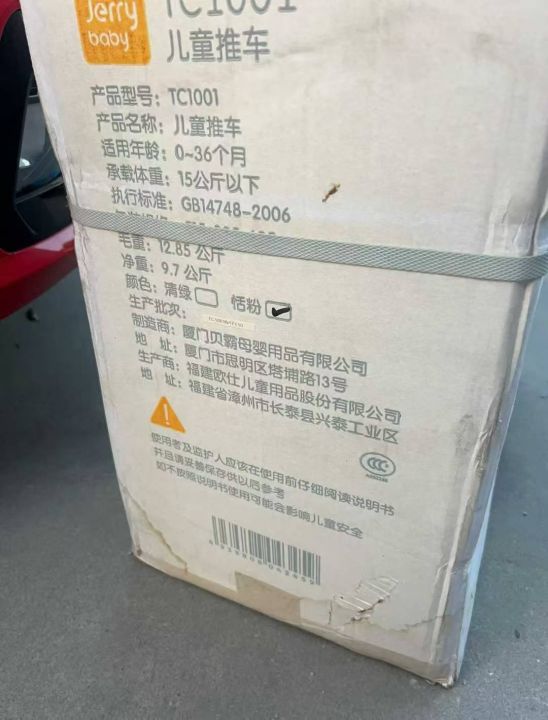 Jerry
baby
TC1001
儿童推车
产品型号：TC1001
产品名称：儿童推车
适用年龄：0~36个月
承载体重：15公斤以下
执行标准：GB14748-2006
毛重：12.85 公斤
净重：9.7 公斤
颜色：清绿 恬粉
生产批次：
制造商：厦门贝霸母婴用品有限公司
地 址：厦门市思明区塔埔路13号
生产商：福建欧仕儿童用品股份有限公司
地 址：福建省漳州市长泰县兴泰工业区
使用者及监护人应该在使用前仔细阅读说明书
并且请妥善保存供以后参考
如不按照说明书使用可能会影响儿童安全